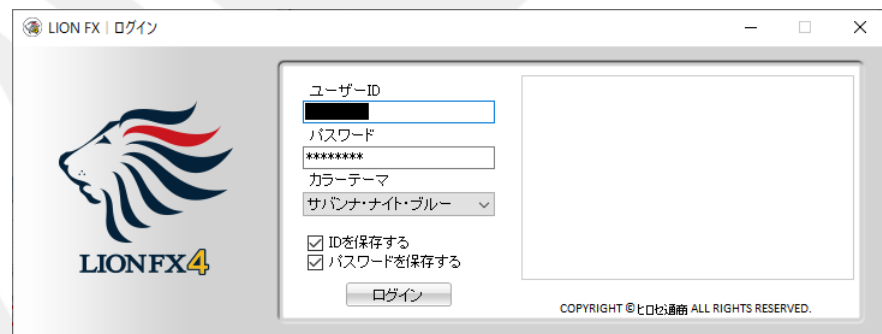 LION FX | ログイン
ユーザーID
パスワード
********
カラーテーマ
サバンナ・ナイト・ブルー
IDを保存する
パスワードを保存する
ログイン
LION FX4
COPYRIGHT © ヒロセ通商 ALL RIGHTS RESERVED.